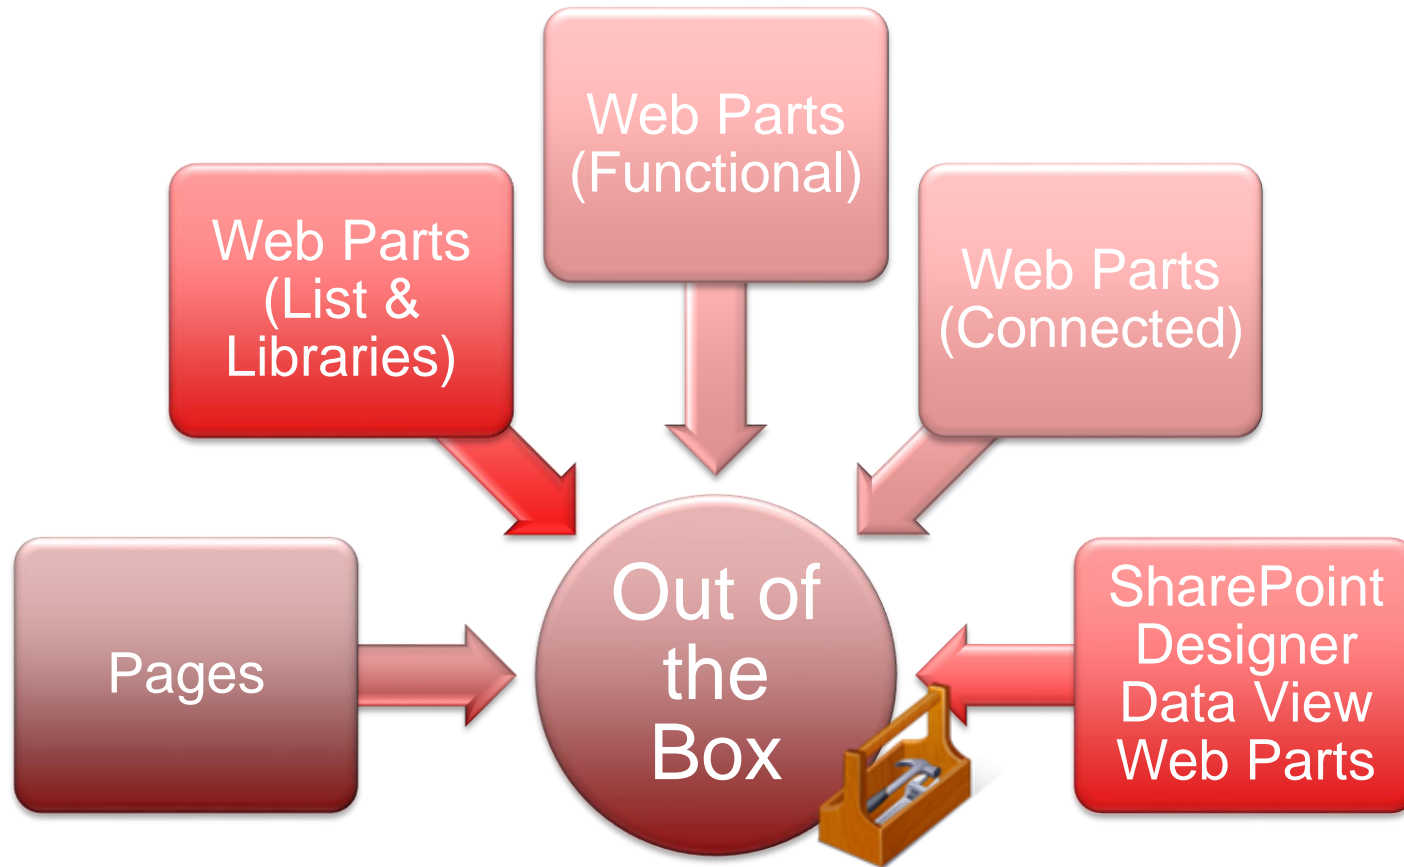 Web Parts
(Functional)
Web Parts
(List &
Libraries)
Web Parts
(Connected)
Pages
Out of
the
Box
SharePoint
Designer
Data View
Web Parts